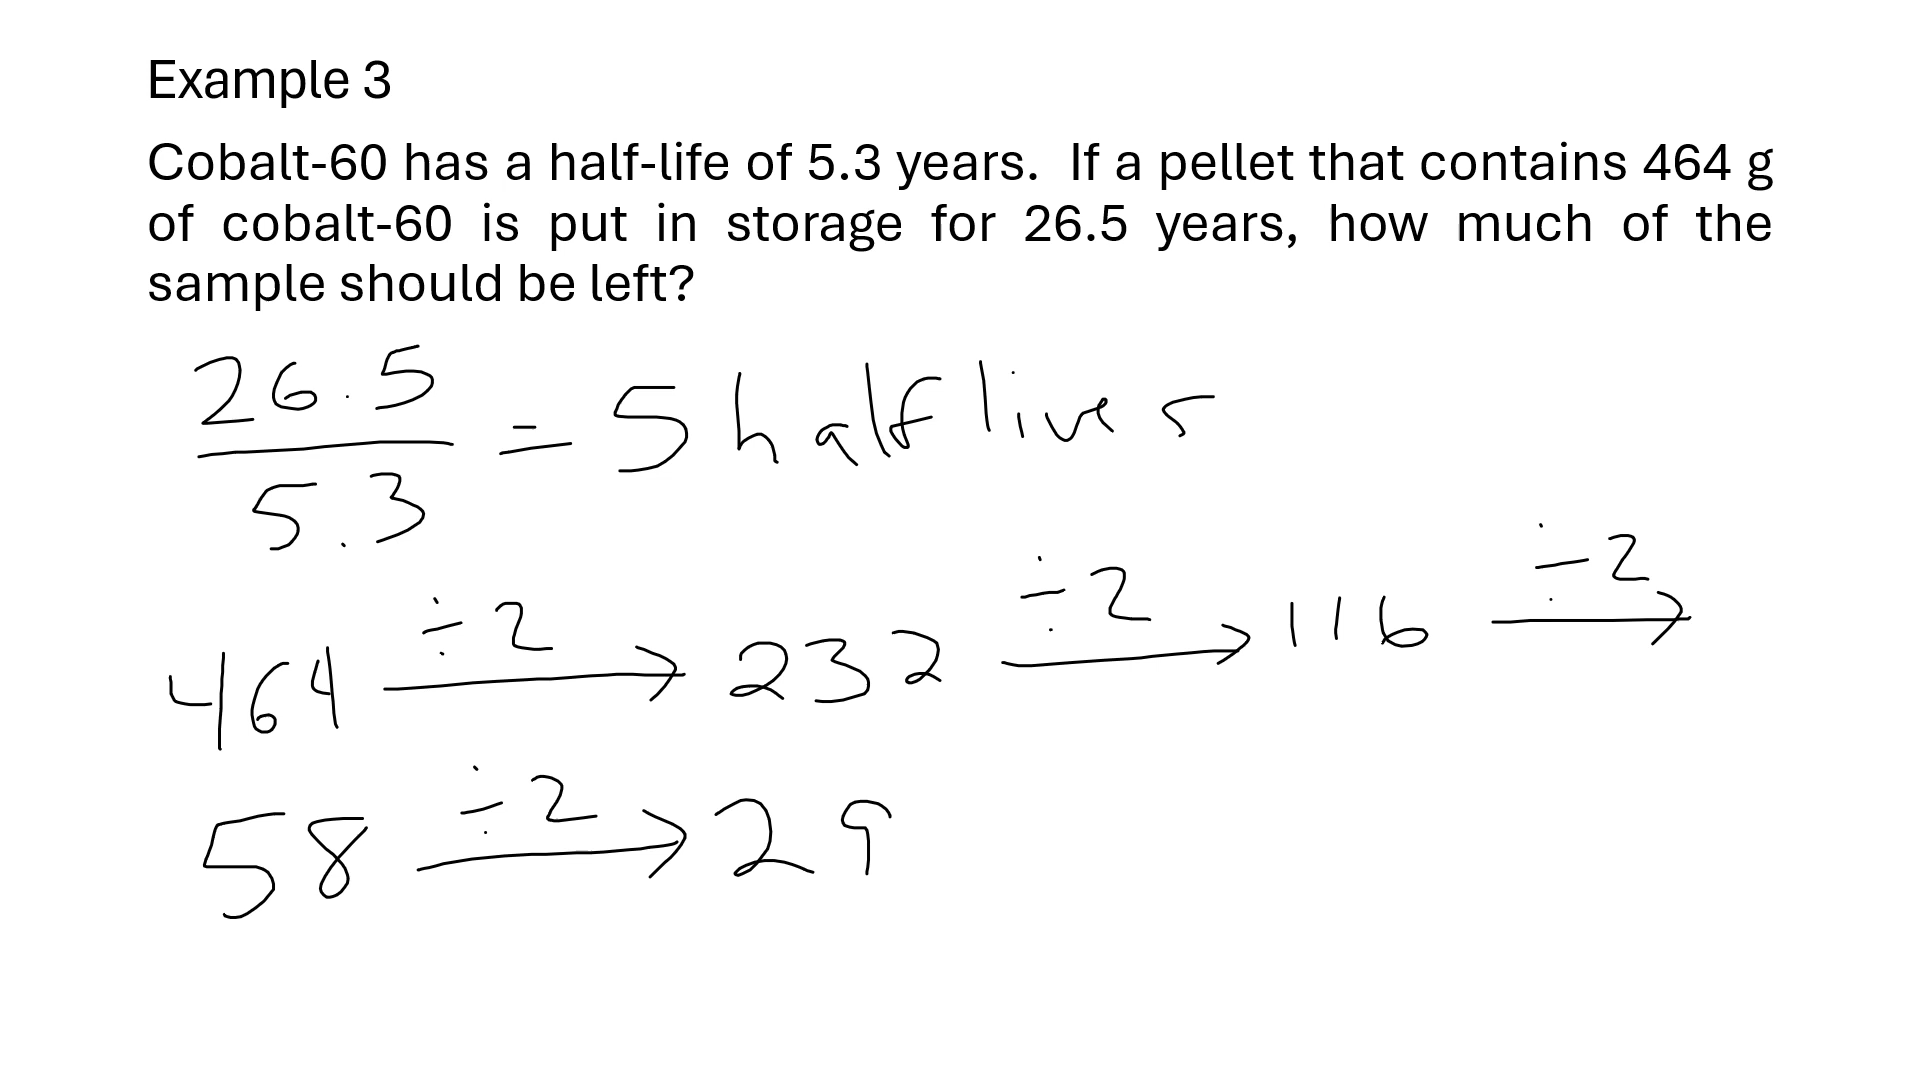 Example 3
Cobalt-60 has a half-life of 5.3 years.  If a pellet that contains 464 g
of cobalt-60 is put in storage for 26.5 years, how much of the
sample should be left?
26.5
= 5 half lives
5.3
464 ÷2 → 232 ÷2 → 116 ÷2 →
58 ÷2 → 29